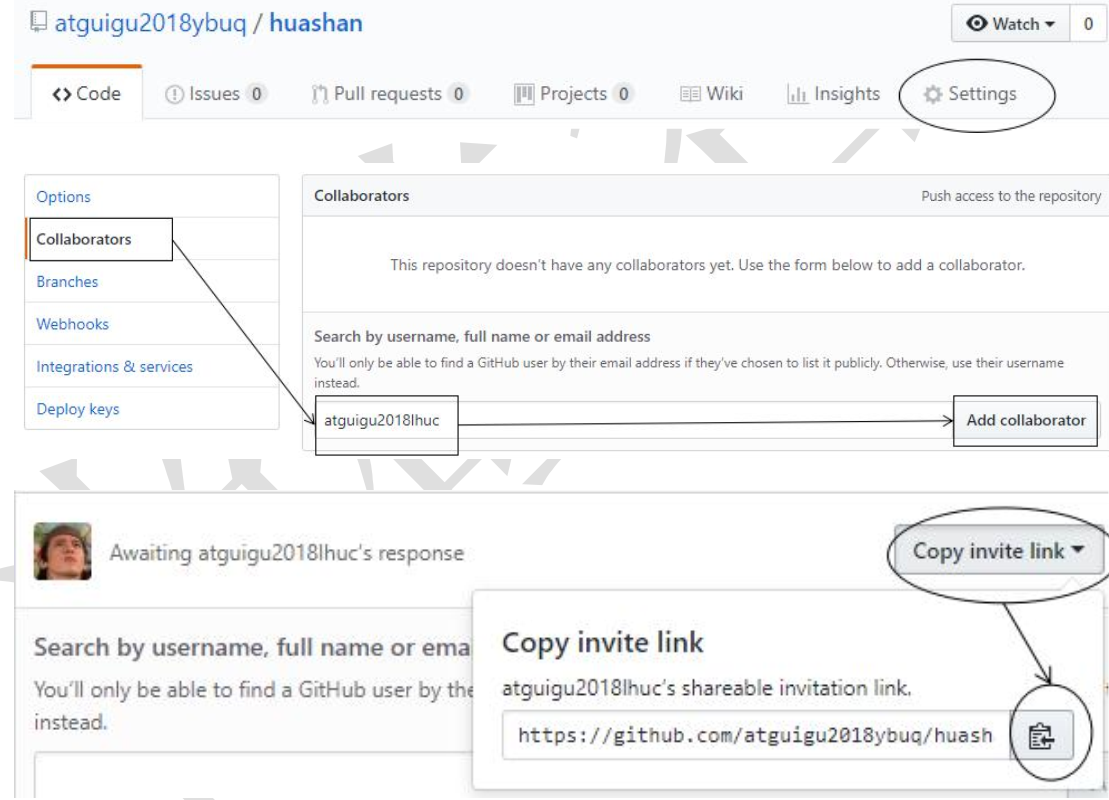 atguigu2018ybuq / huashan
Watch 0
Code Issues 0 Pull requests 0 Projects 0 Wiki Insights Settings
Options
Collaborators
Branches
Webhooks
Integrations & services
Deploy keys
Collaborators Push access to the repository
This repository doesn't have any collaborators yet. Use the form below to add a collaborator.
Search by username, full name or email address
You'll only be able to find a GitHub user by their email address if they've chosen to list it publicly. Otherwise, use their username
instead.
atguigu2018lhuc Add collaborator
Awaiting atguigu2018lhuc's response
Copy invite link
Search by username, full name or ema
You'll only be able to find a GitHub user by the
instead.
Copy invite link
atguigu2018lhuc's shareable invitation link.
https://github.com/atguigu2018ybuq/huash